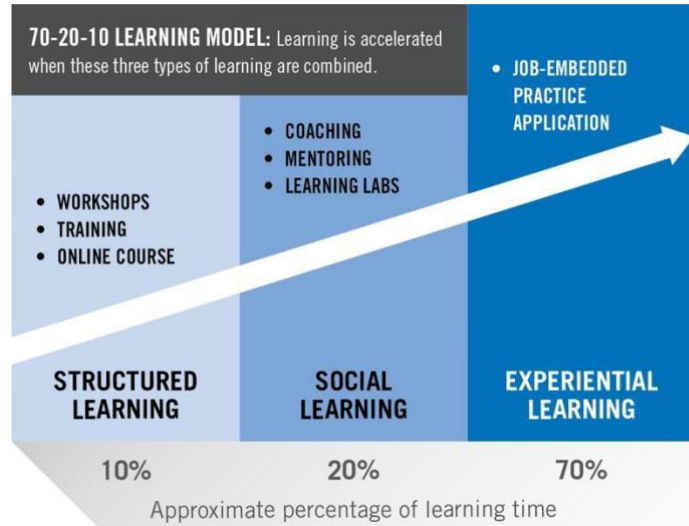 70-20-10 LEARNING MODEL: Learning is accelerated
when these three types of learning are combined.
• WORKSHOPS
• TRAINING
• ONLINE COURSE
STRUCTURED
LEARNING
• COACHING
• MENTORING
• LEARNING LABS
SOCIAL
LEARNING
• JOB-EMBEDDED
PRACTICE
APPLICATION
EXPERIENTIAL
LEARNING
10%
20%
70%
Approximate percentage of learning time